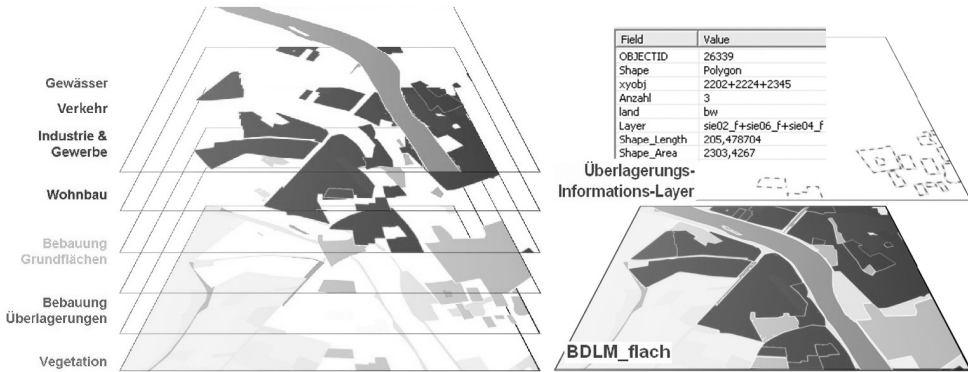 Gewässer
Verkehr
Industrie &
Gewerbe
Wohnbau
Bebauung
Grundflächen
Bebauung
Überlagerungen
Vegetation
Field Value
OBJECTID 26339
Shape Polygon
xyobj 2202+2224+2345
Anzahl 3
land bw
Layer sie02_f+sie06_f+sie04_f
Shape_Length 205,478704
Shape_Area 2303,4267
Überlagerungs-
Informations-Layer
BDLM_flach